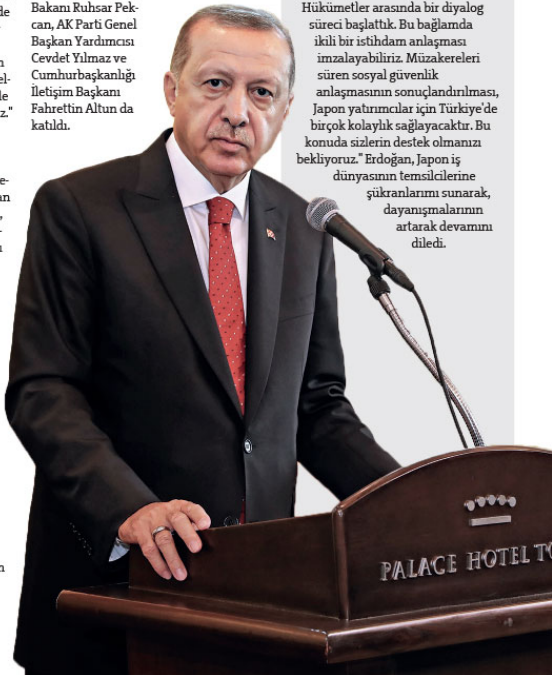 Bakanı Ruhsar Pek-
can, AK Parti Genel
Başkan Yardımcısı
Cevdet Yılmaz ve
Cumhurbaşkanlığı
İletişim Başkanı
Fahrettin Altun da
katıldı.
Hükümetler arasında bir diyalog
süreci başlattık. Bu bağlamda
ikili bir istihdam anlaşması
imzalayabiliriz. Müzakereleri
süren sosyal güvenlik
anlaşmasının sonuçlandırılması,
Japon yatırımcılar için Türkiye'de
birçok kolaylık sağlayacaktır. Bu
konuda sizlerin destek olmanızı
bekliyoruz." Erdoğan, Japon iş
dünyasının temsilcilerine
şükranlarımı sunarak,
dayanışmalarının
artarak devamını
diledi.
PALACE HOTEL TO